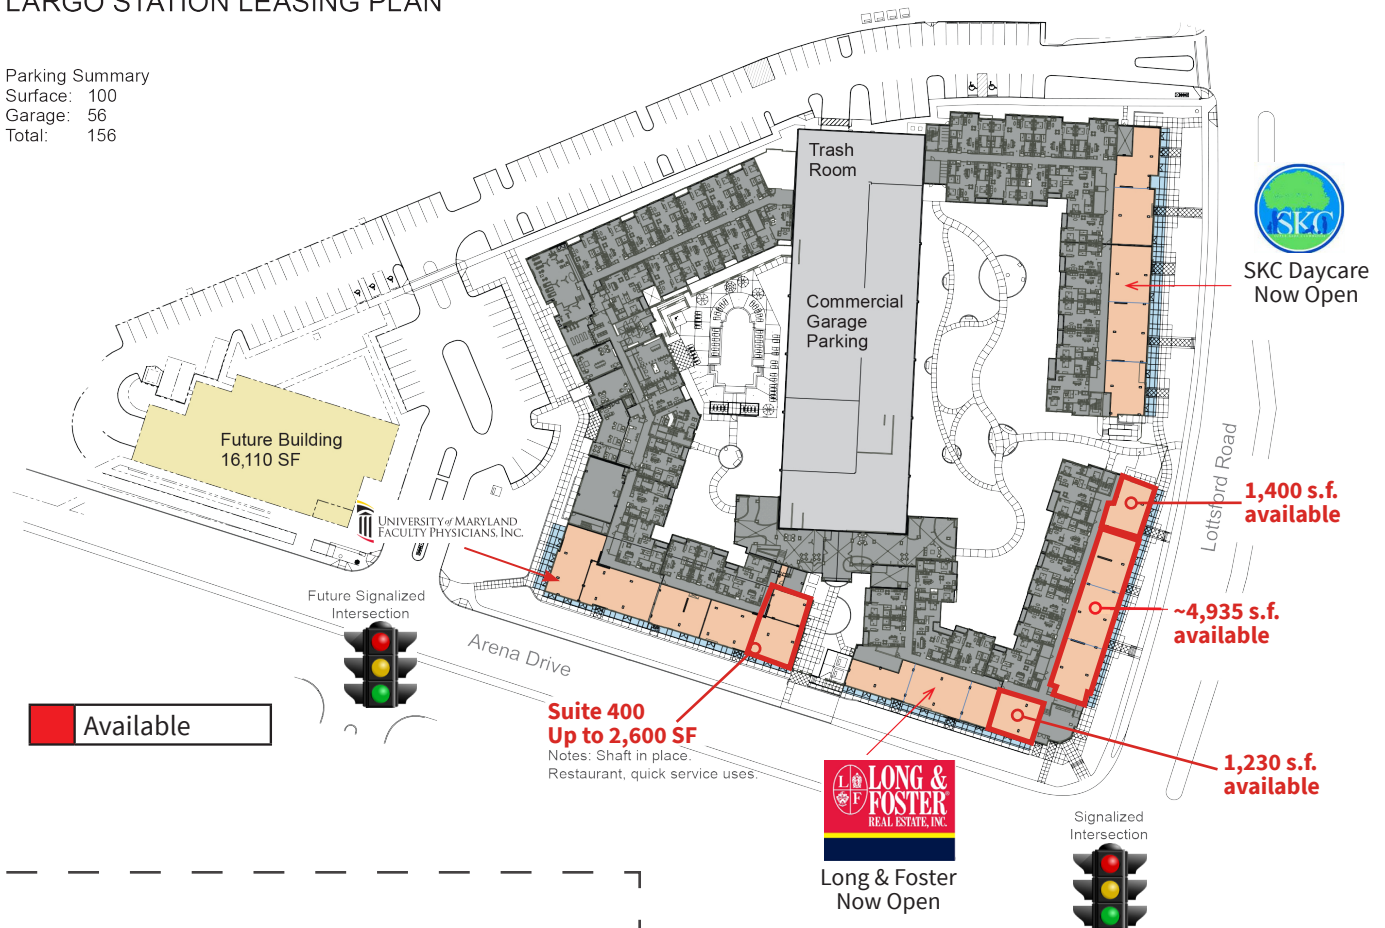 LARGO STATION LEASING PLAN
Parking Summary
Surface: 100
Garage: 56
Total: 156
Trash
Room
Commercial
Garage
Parking
SKC
SKC Daycare
Now Open
Future Building
16,110 SF
UNIVERSITY of MARYLAND
FACULTY PHYSICIANS, INC.
Lottsford Road
1,400 s.f.
available
~4,935 s.f.
available
Future Signalized
Intersection
Arena Drive
Available
Suite 400
Up to 2,600 SF
Notes: Shaft in place.
Restaurant, quick service uses.
1,230 s.f.
available
L F
LONG &
FOSTER
REAL ESTATE, INC.
Long & Foster
Now Open
Signalized
Intersection